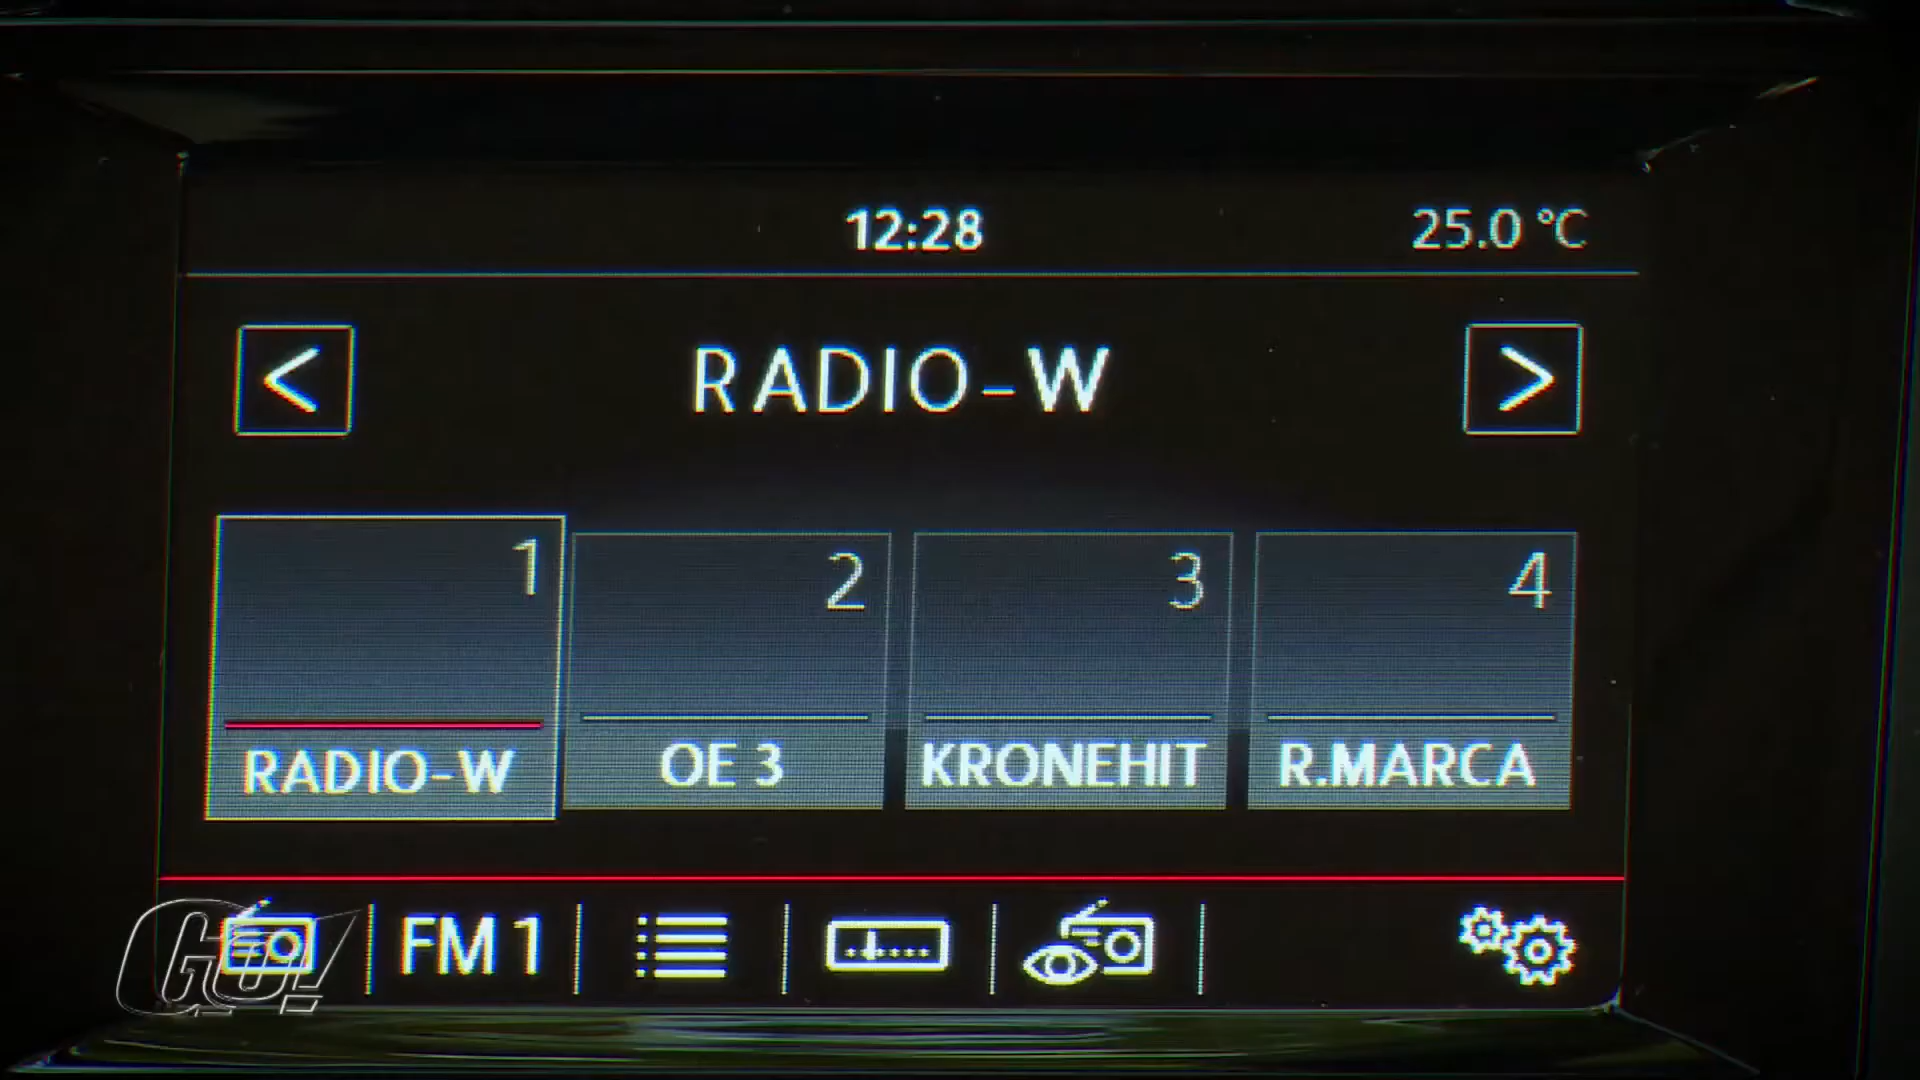 12:28 25.0 °C
< RADIO-W >
1 2 3 4
RADIO-W OE 3 KRONEHIT R.MARCA
FM 1
GO!